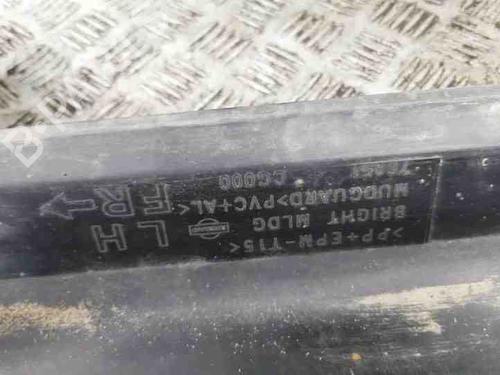 >PP+EPM-T15<
BRIGHT MLDG
MUDGUARD>PVC+AL<
CG000
LH
FR